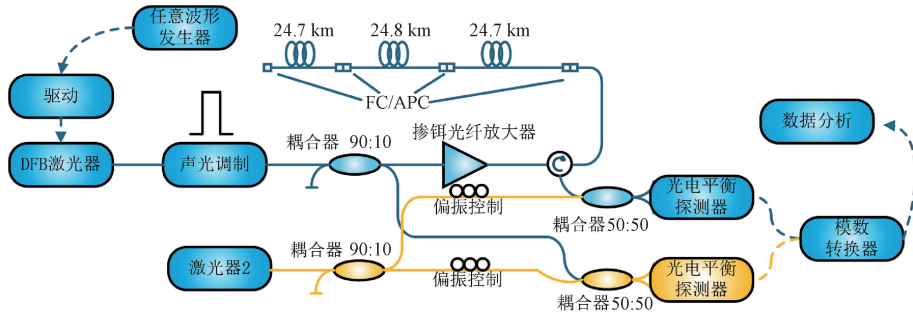 任意波形
发生器
24.7 km
24.8 km
24.7 km
驱动
FC/APC
数据分析
耦合器 90:10
掺铒光纤放大器
DFB激光器
声光调制
偏振控制
光电平衡
探测器
耦合器50:50
模数
转换器
耦合器 90:10
激光器2
偏振控制
光电平衡
探测器
耦合器50:50